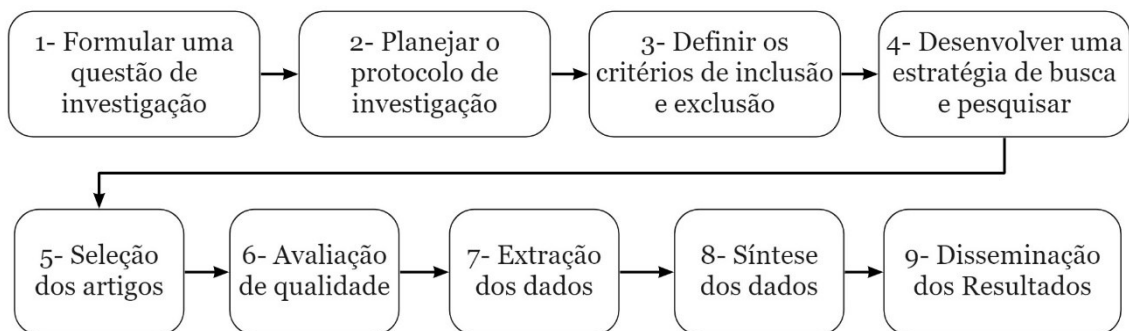 1- Formular uma
questão de
investigação
2- Planejar o
protocolo de
investigação
3- Definir os
critérios de inclusão
e exclusão
4- Desenvolver uma
estratégia de busca
e pesquisar
5- Seleção
dos artigos
6- Avaliação
de qualidade
7- Extração
dos dados
8- Síntese
dos dados
9- Disseminação
dos Resultados